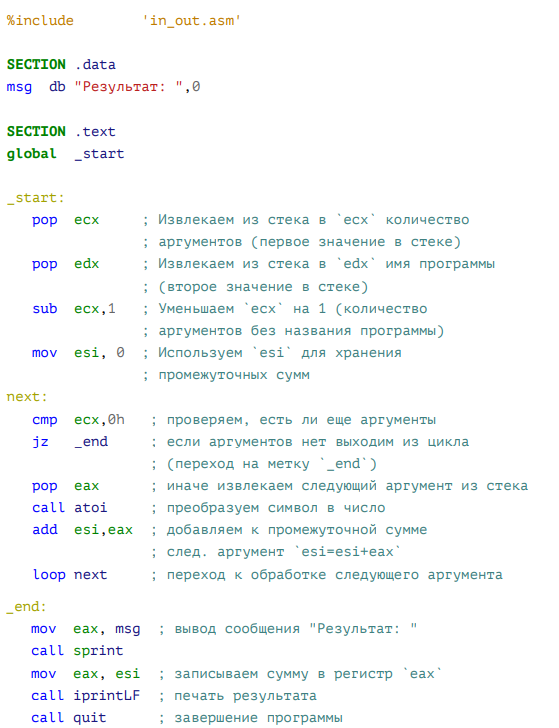 %include 'in_out.asm'
SECTION .data
msg db "Результат: ",0
SECTION .text
global _start
_start:
pop ecx ; Извлекаем из стека в `ecx` количество
; аргументов (первое значение в стеке)
pop edx ; Извлекаем из стека в `edx` имя программы
; (второе значение в стеке)
sub ecx,1 ; Уменьшаем `ecx` на 1 (количество
; аргументов без названия программы)
mov esi, 0 ; Используем `esi` для хранения
; промежуточных сумм
next:
cmp ecx,0h ; проверяем, есть ли еще аргументы
jz _end ; если аргументов нет выходим из цикла
; (переход на метку `_end`)
pop eax ; иначе извлекаем следующий аргумент из стека
call atoi ; преобразуем символ в число
add esi,eax ; добавляем к промежуточной сумме
; след. аргумент `esi=esi+eax`
loop next ; переход к обработке следующего аргумента
_end:
mov eax, msg ; вывод сообщения "Результат: "
call sprint
mov eax, esi ; записываем сумму в регистр `eax`
call iprintLF ; печать результата
call quit ; завершение программы